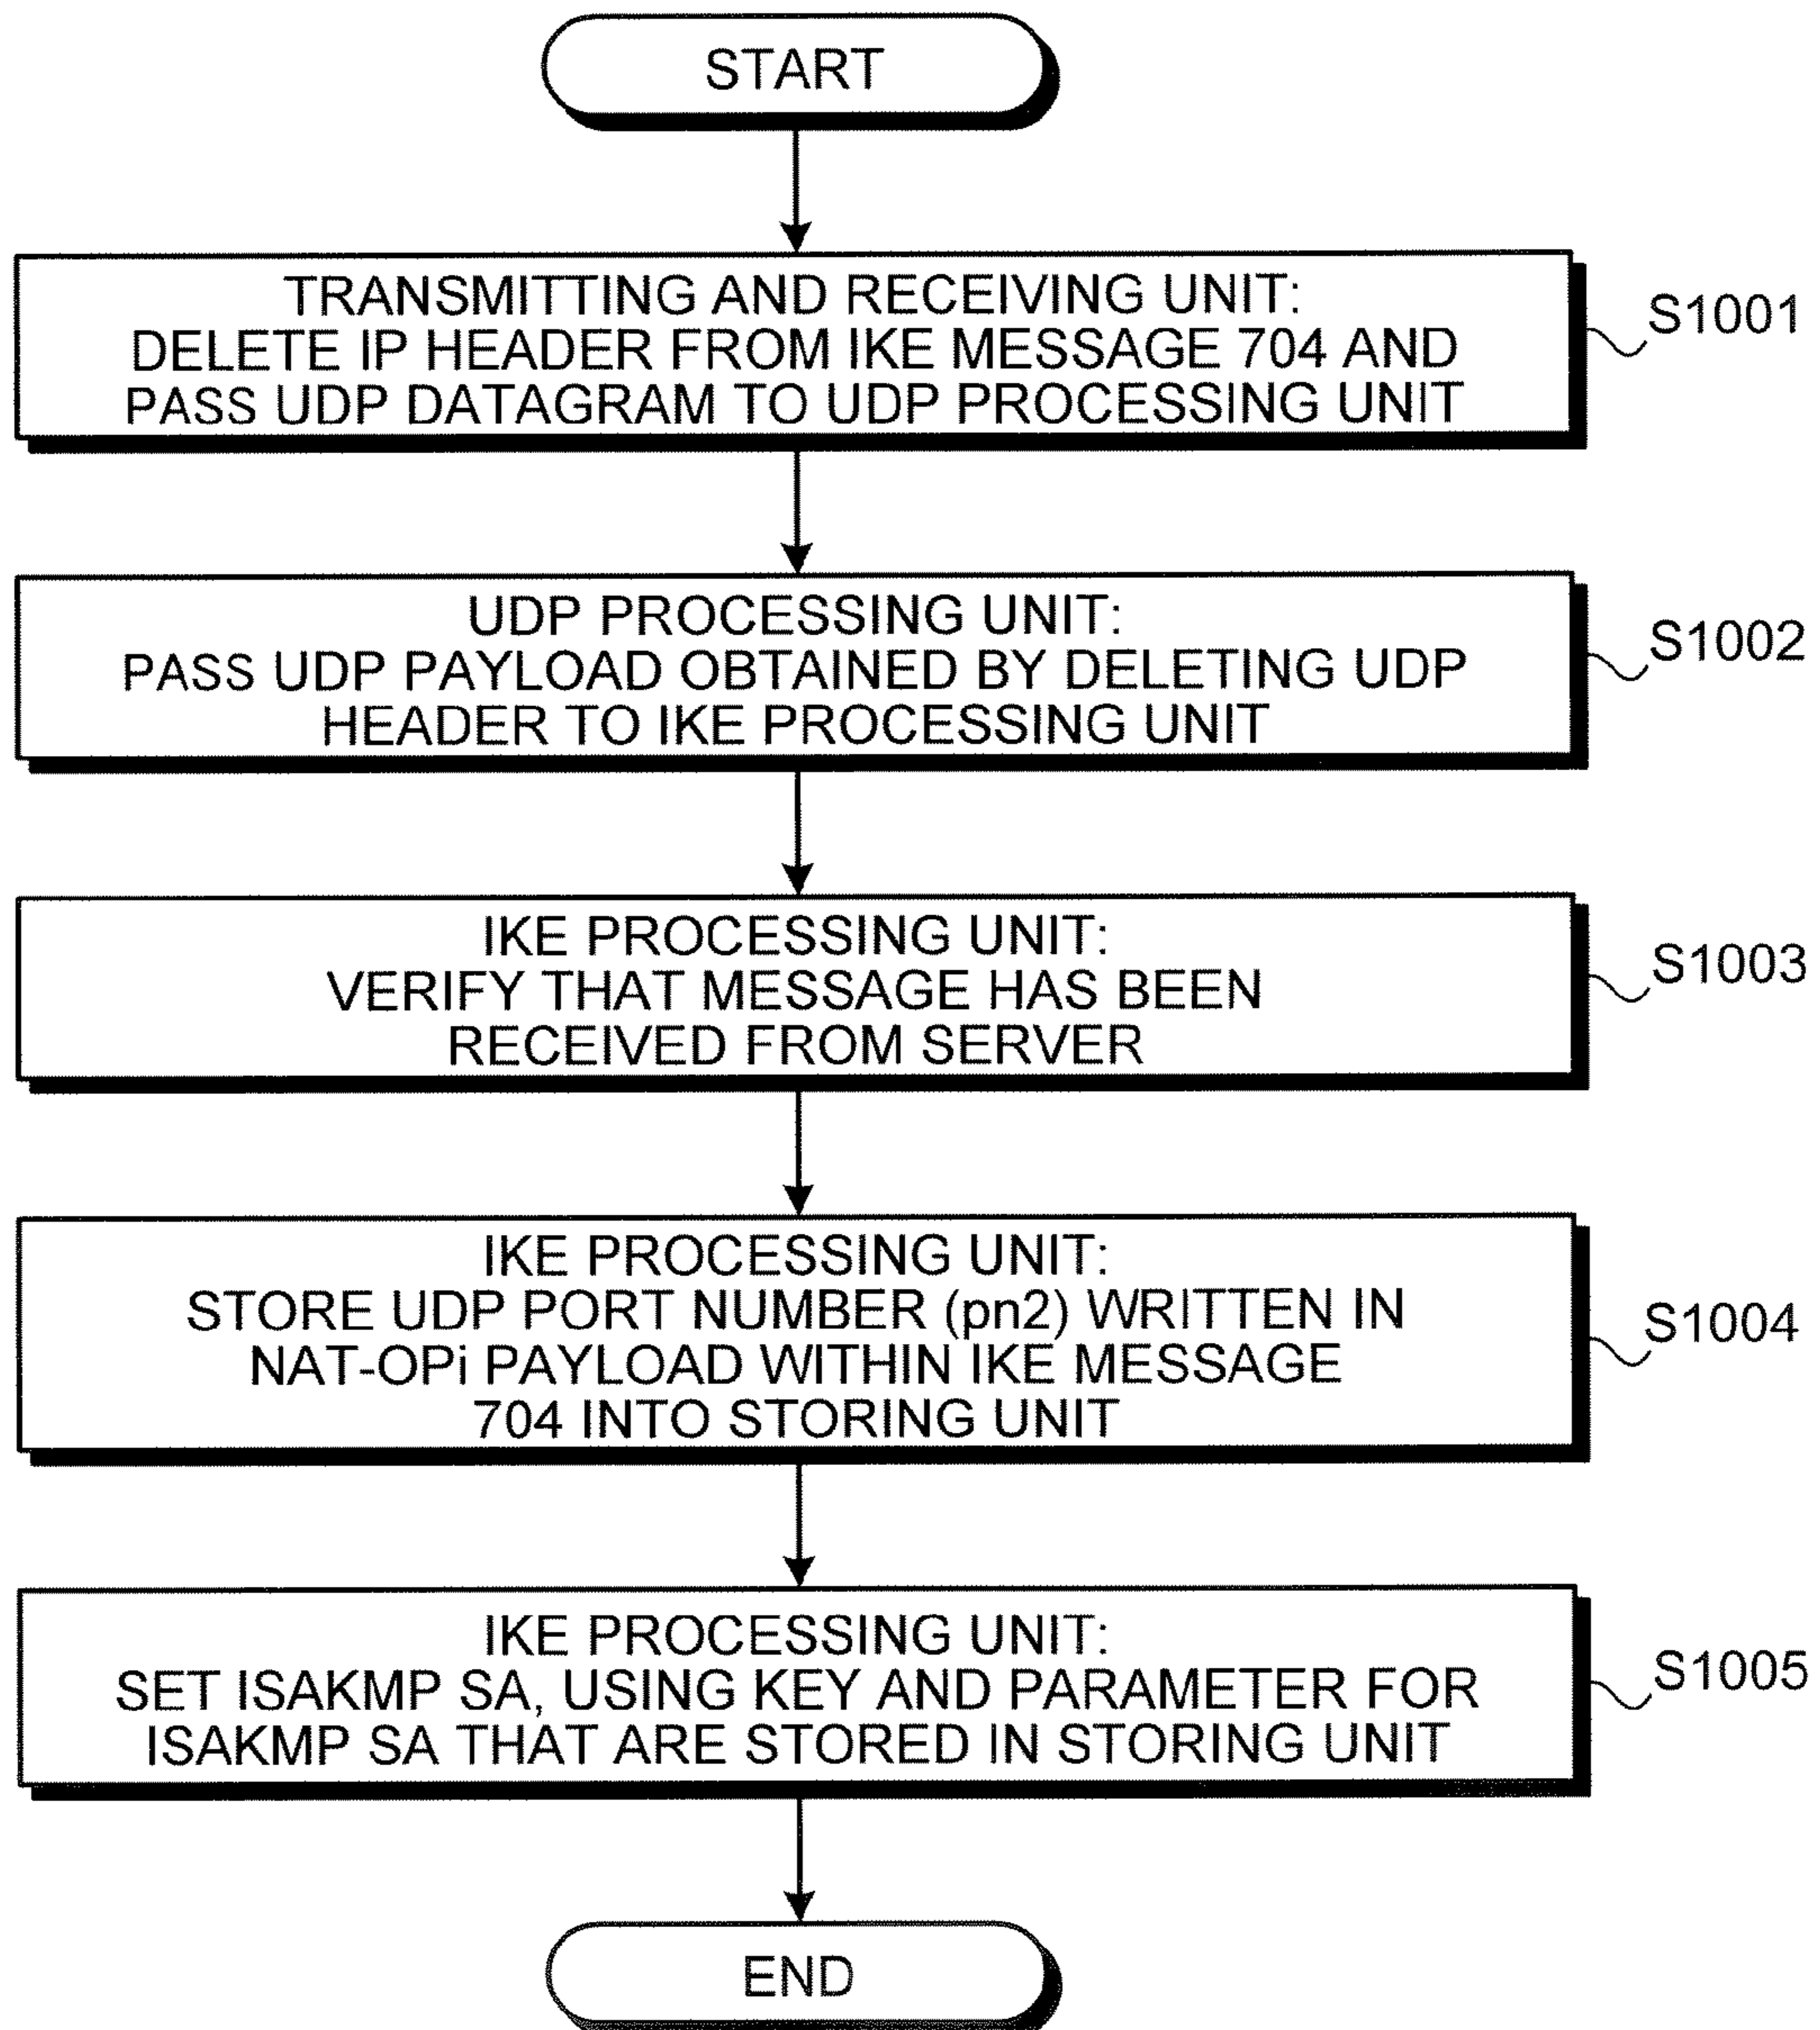 START
TRANSMITTING AND RECEIVING UNIT:
DELETE IP HEADER FROM IKE MESSAGE 704 AND
PASS UDP DATAGRAM TO UDP PROCESSING UNIT
S1001
UDP PROCESSING UNIT:
PASS UDP PAYLOAD OBTAINED BY DELETING UDP
HEADER TO IKE PROCESSING UNIT
S1002
IKE PROCESSING UNIT:
VERIFY THAT MESSAGE HAS BEEN
RECEIVED FROM SERVER
S1003
IKE PROCESSING UNIT:
STORE UDP PORT NUMBER (pn2) WRITTEN IN
NAT-OPi PAYLOAD WITHIN IKE MESSAGE
704 INTO STORING UNIT
S1004
IKE PROCESSING UNIT:
SET ISAKMP SA, USING KEY AND PARAMETER FOR
ISAKMP SA THAT ARE STORED IN STORING UNIT
S1005
END